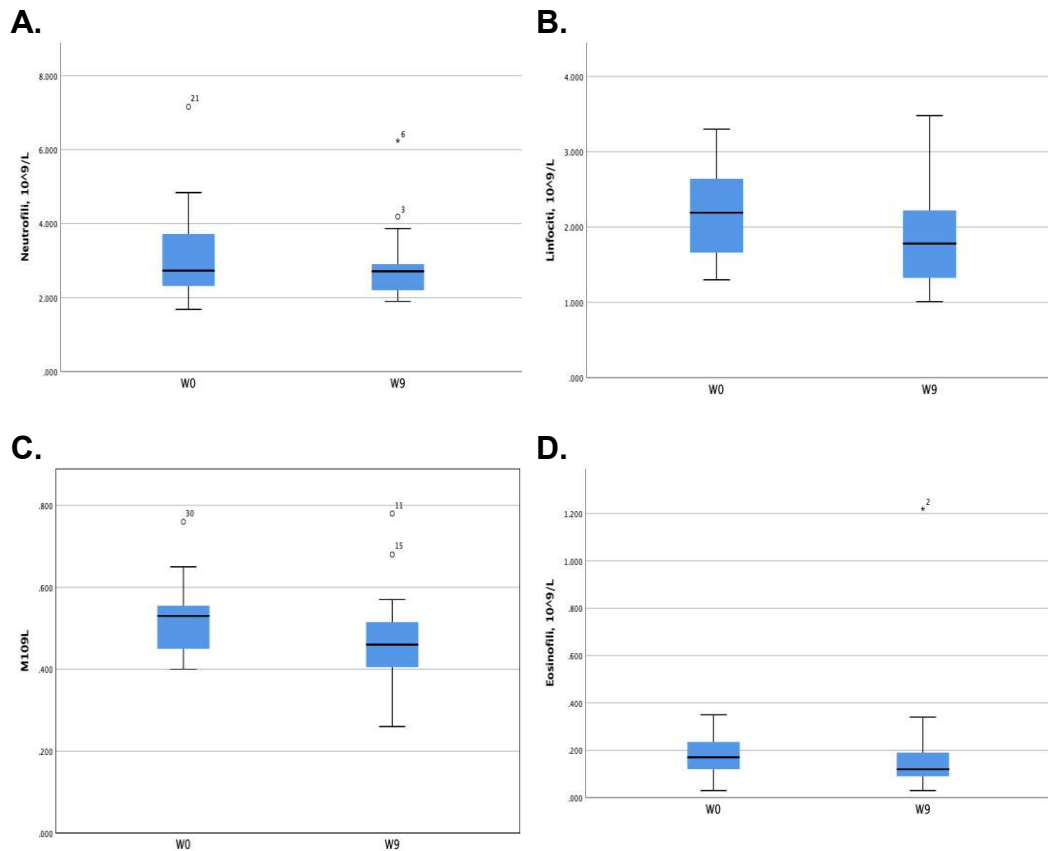 A.
8.000
6.000
4.000
2.000
.000
Neutrofili, 10^9/L
21
6
*
3
W0
W9
B.
4.000
3.000
2.000
1.000
.000
Linfociti, 10^9/L
W0
W9
C.
.800
.600
.400
.200
.000
M109L
30
11
15
W0
W9
D.
1.200
1.000
.800
.600
.400
.200
.000
Eosinofili, 10^9/L
2
*
W0
W9